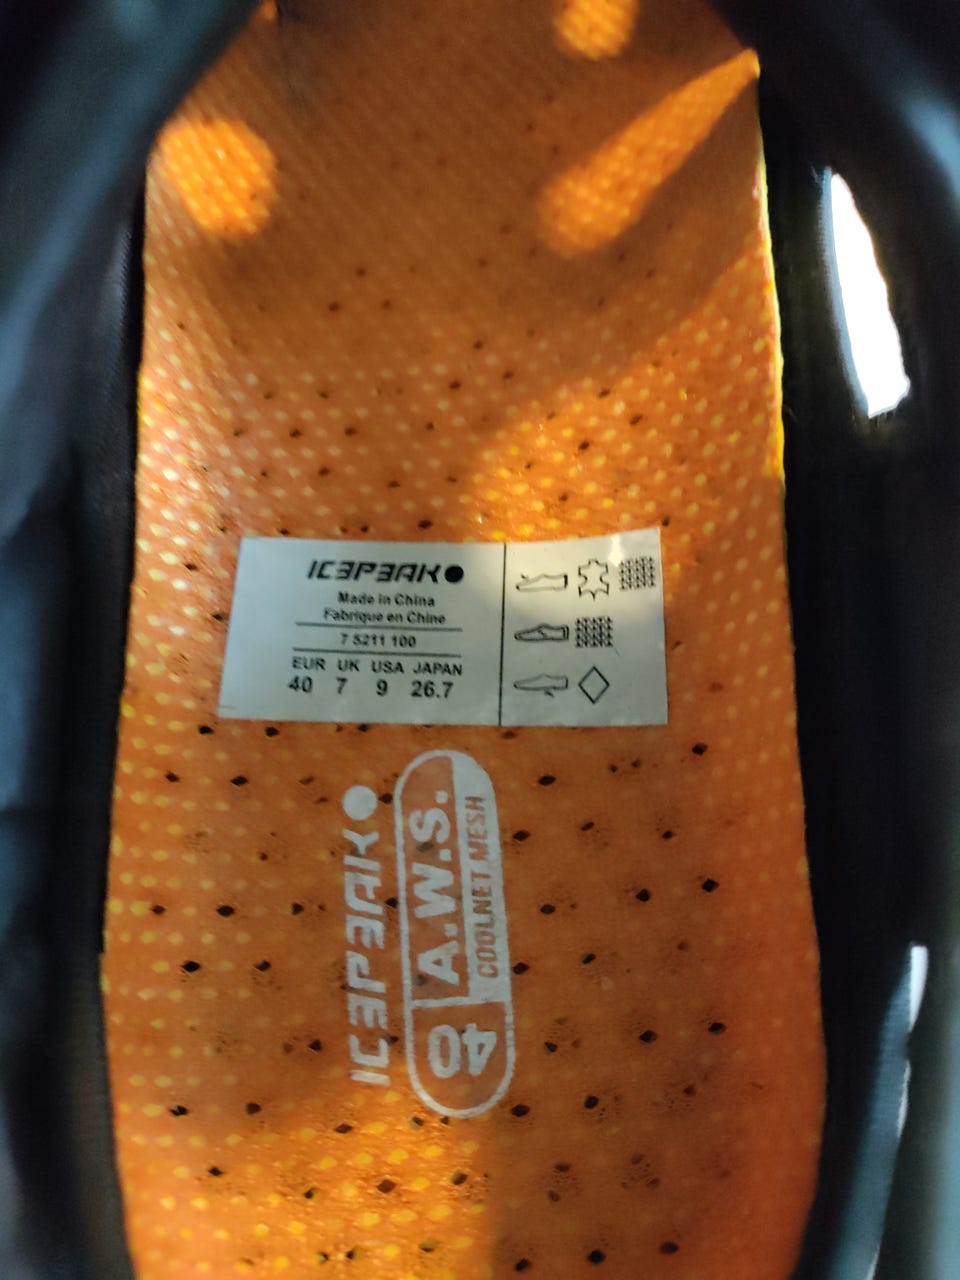 ICEPEAK
Made in China
Fabrique en Chine
7 5211 100
EUR UK USA JAPAN
40 7 9 26.7
ICEPEAK
40 A.W.S.
COOLNET MESH